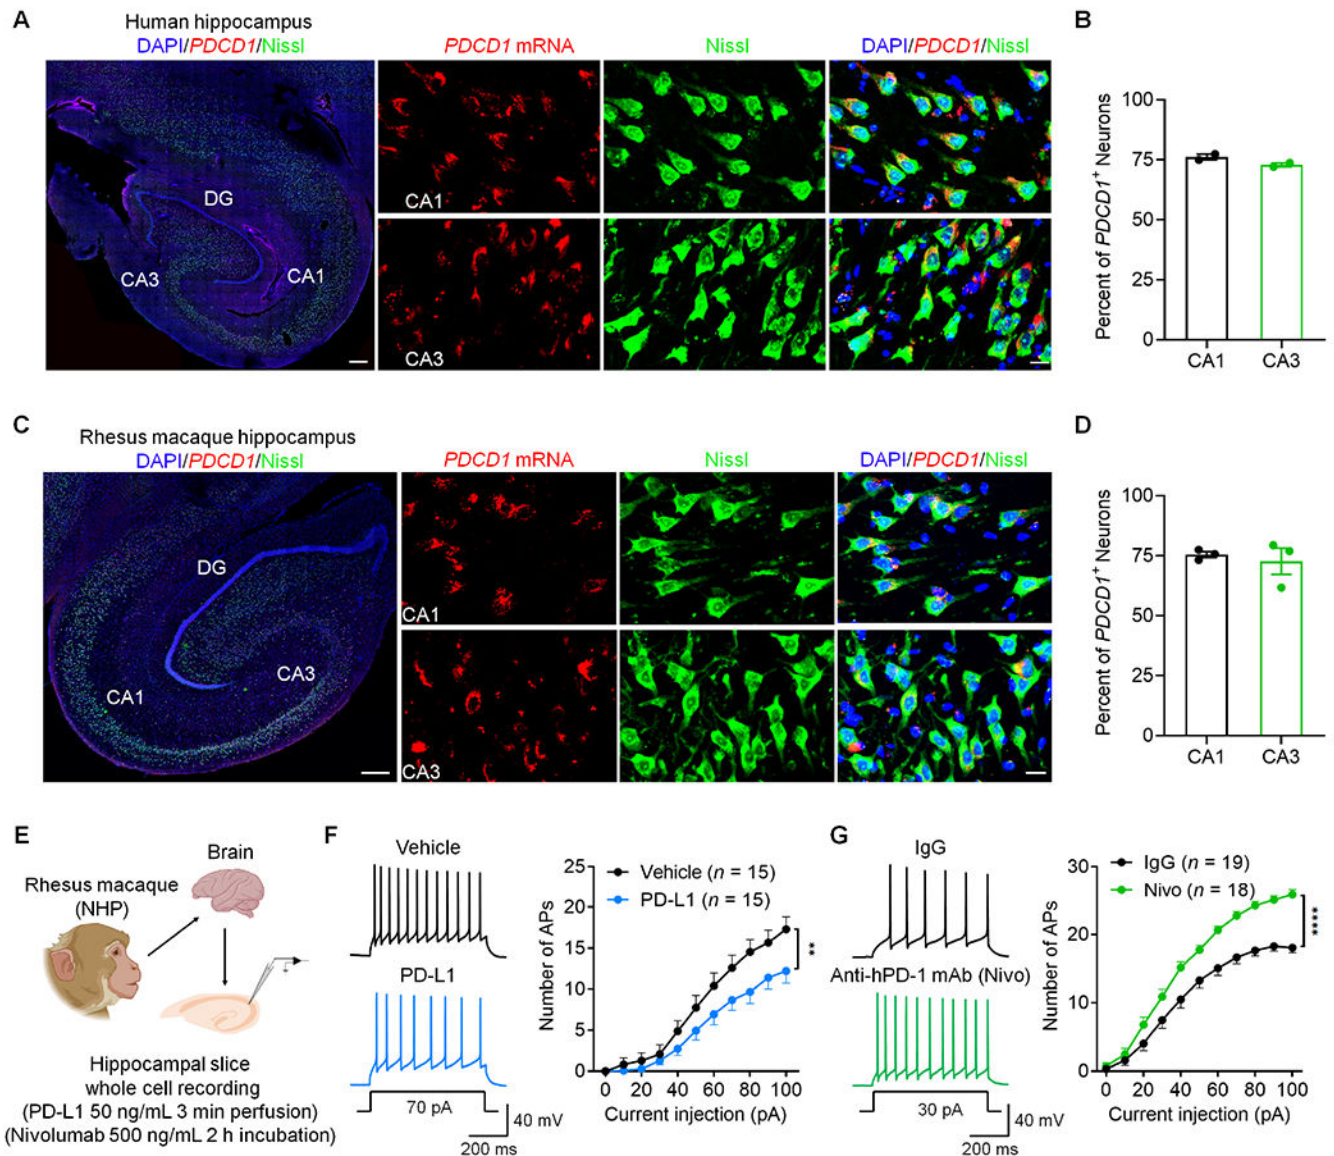 A
Human hippocampus
DAPI/PDCD1/Nissl
PDCD1 mRNA
Nissl
DAPI/PDCD1/Nissl
DG
CA3
CA1
CA1
CA3
B
Percent of PDCD1+ Neurons
100
75
50
25
0
CA1
CA3
C
Rhesus macaque hippocampus
DAPI/PDCD1/Nissl
PDCD1 mRNA
Nissl
DAPI/PDCD1/Nissl
DG
CA3
CA1
CA1
CA3
D
Percent of PDCD1+ Neurons
100
75
50
25
0
CA1
CA3
E
Brain
Rhesus macaque
(NHP)
Hippocampal slice
whole cell recording
(PD-L1 50 ng/mL 3 min perfusion)
(Nivolumab 500 ng/mL 2 h incubation)
F
Vehicle
PD-L1
70 pA
40 mV
200 ms
Number of APs
25
20
15
10
5
0
0 20 40 60 80 100
Current injection (pA)
Vehicle (n = 15)
PD-L1 (n = 15)
**
G
IgG
Anti-hPD-1 mAb (Nivo)
30 pA
40 mV
200 ms
Number of APs
30
20
10
0
0 20 40 60 80 100
Current injection (pA)
IgG (n = 19)
Nivo (n = 18)
****